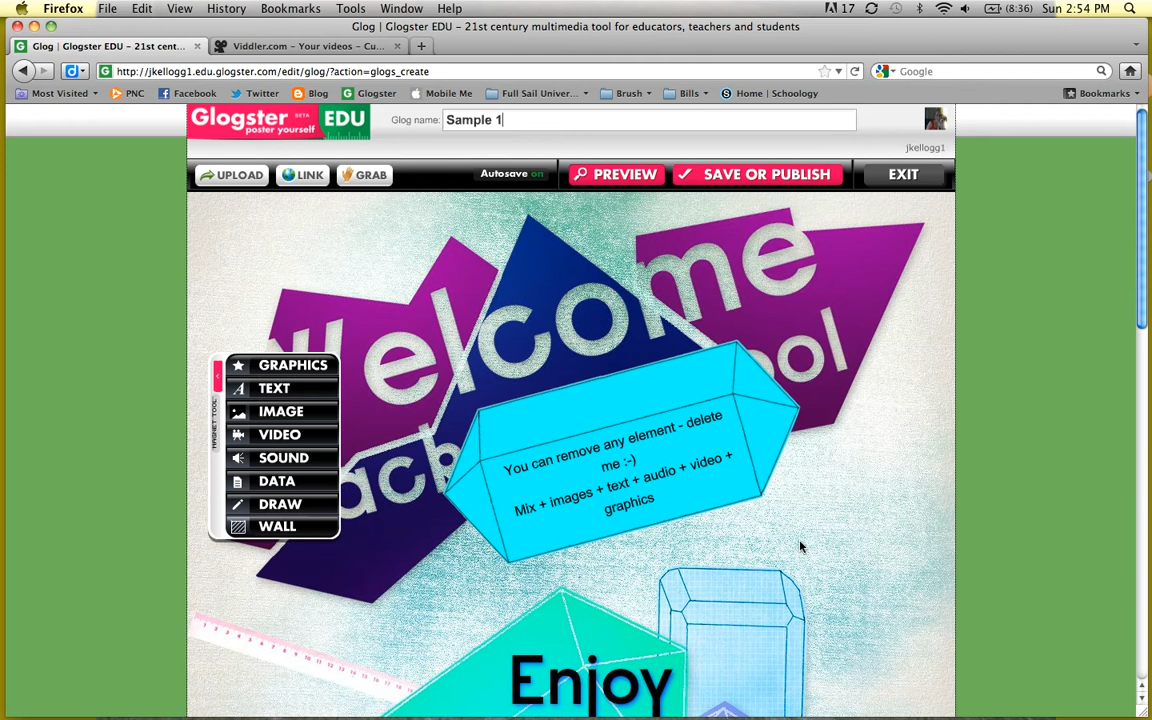 Firefox File Edit View History Bookmarks Tools Window Help 17 (8:36) Sun 2:54 PM
Glog | Glogster EDU – 21st century multimedia tool for educators, teachers and students
Glog | Glogster EDU – 21st cent... Viddler.com – Your videos – Cu...
http://jkellogg1.edu.glogster.com/edit/glog/?action=glogs_create Google
Most Visited PNC Facebook Twitter Blog Glogster Mobile Me Full Sail Univer... Brush Bills Home | Schoology Bookmarks
Glogster BETA EDU
poster yourself
Glog name: Sample 1
jkellogg1
UPLOAD LINK GRAB Autosave on PREVIEW SAVE OR PUBLISH EXIT
Welcome
ool
MAGNET TOOL
GRAPHICS
TEXT
IMAGE
VIDEO
SOUND
DATA
DRAW
WALL
You can remove any element - delete
me :-)
Mix + images + text + audio + video +
graphics
Enjoy